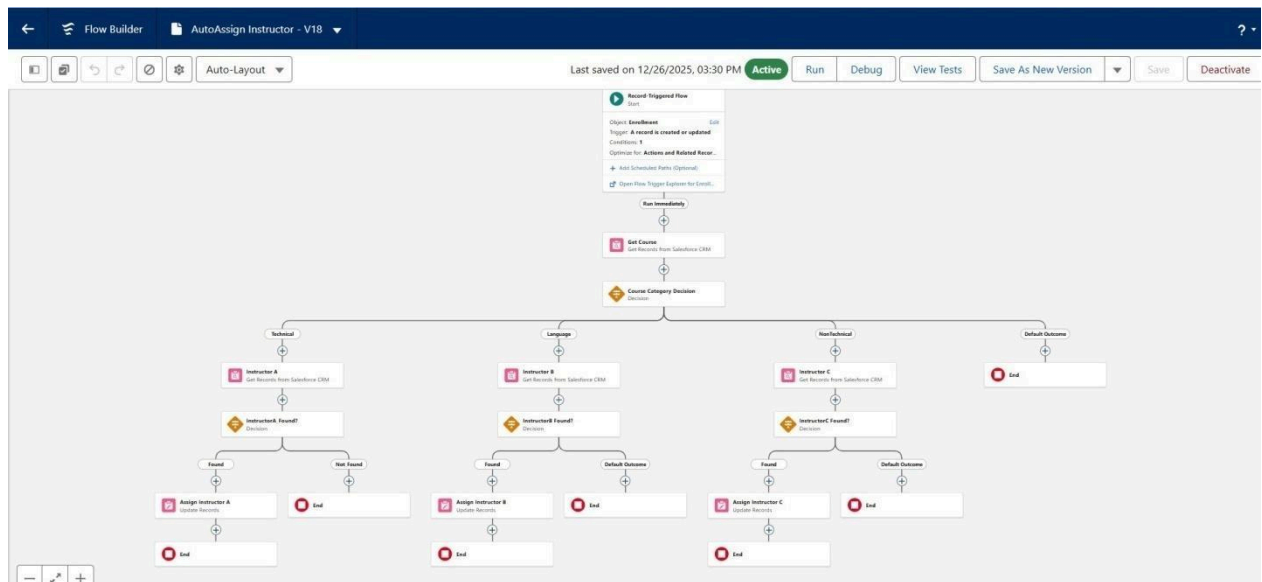 Flow Builder
AutoAssign Instructor - V18
?
Auto-Layout
Last saved on 12/26/2025, 03:30 PM
Active
Run
Debug
View Tests
Save As New Version
Save
Deactivate
Record-Triggered Flow
Start
Object: Enrollment
Edit
Trigger: A record is created or updated
Conditions: 1
Optimize for: Actions and Related Recor...
+ Add Scheduled Paths (Optional)
Open Flow Trigger Explorer for Enroll...
Run Immediately
Get Course
Get Records from Salesforce CRM
Course Category Decision
Decision
Technical
Language
NonTechnical
Default Outcome
Instructor A
Get Records from Salesforce CRM
Instructor B
Get Records from Salesforce CRM
Instructor C
Get Records from Salesforce CRM
End
InstructorA_Found?
Decision
InstructorB Found?
Decision
InstructorC Found?
Decision
Found
Not_Found
Found
Default Outcome
Found
Default Outcome
Assign Instructor A
Update Records
End
Assign Instructor B
Update Records
End
Assign Instructor C
Update Records
End
End
End
End